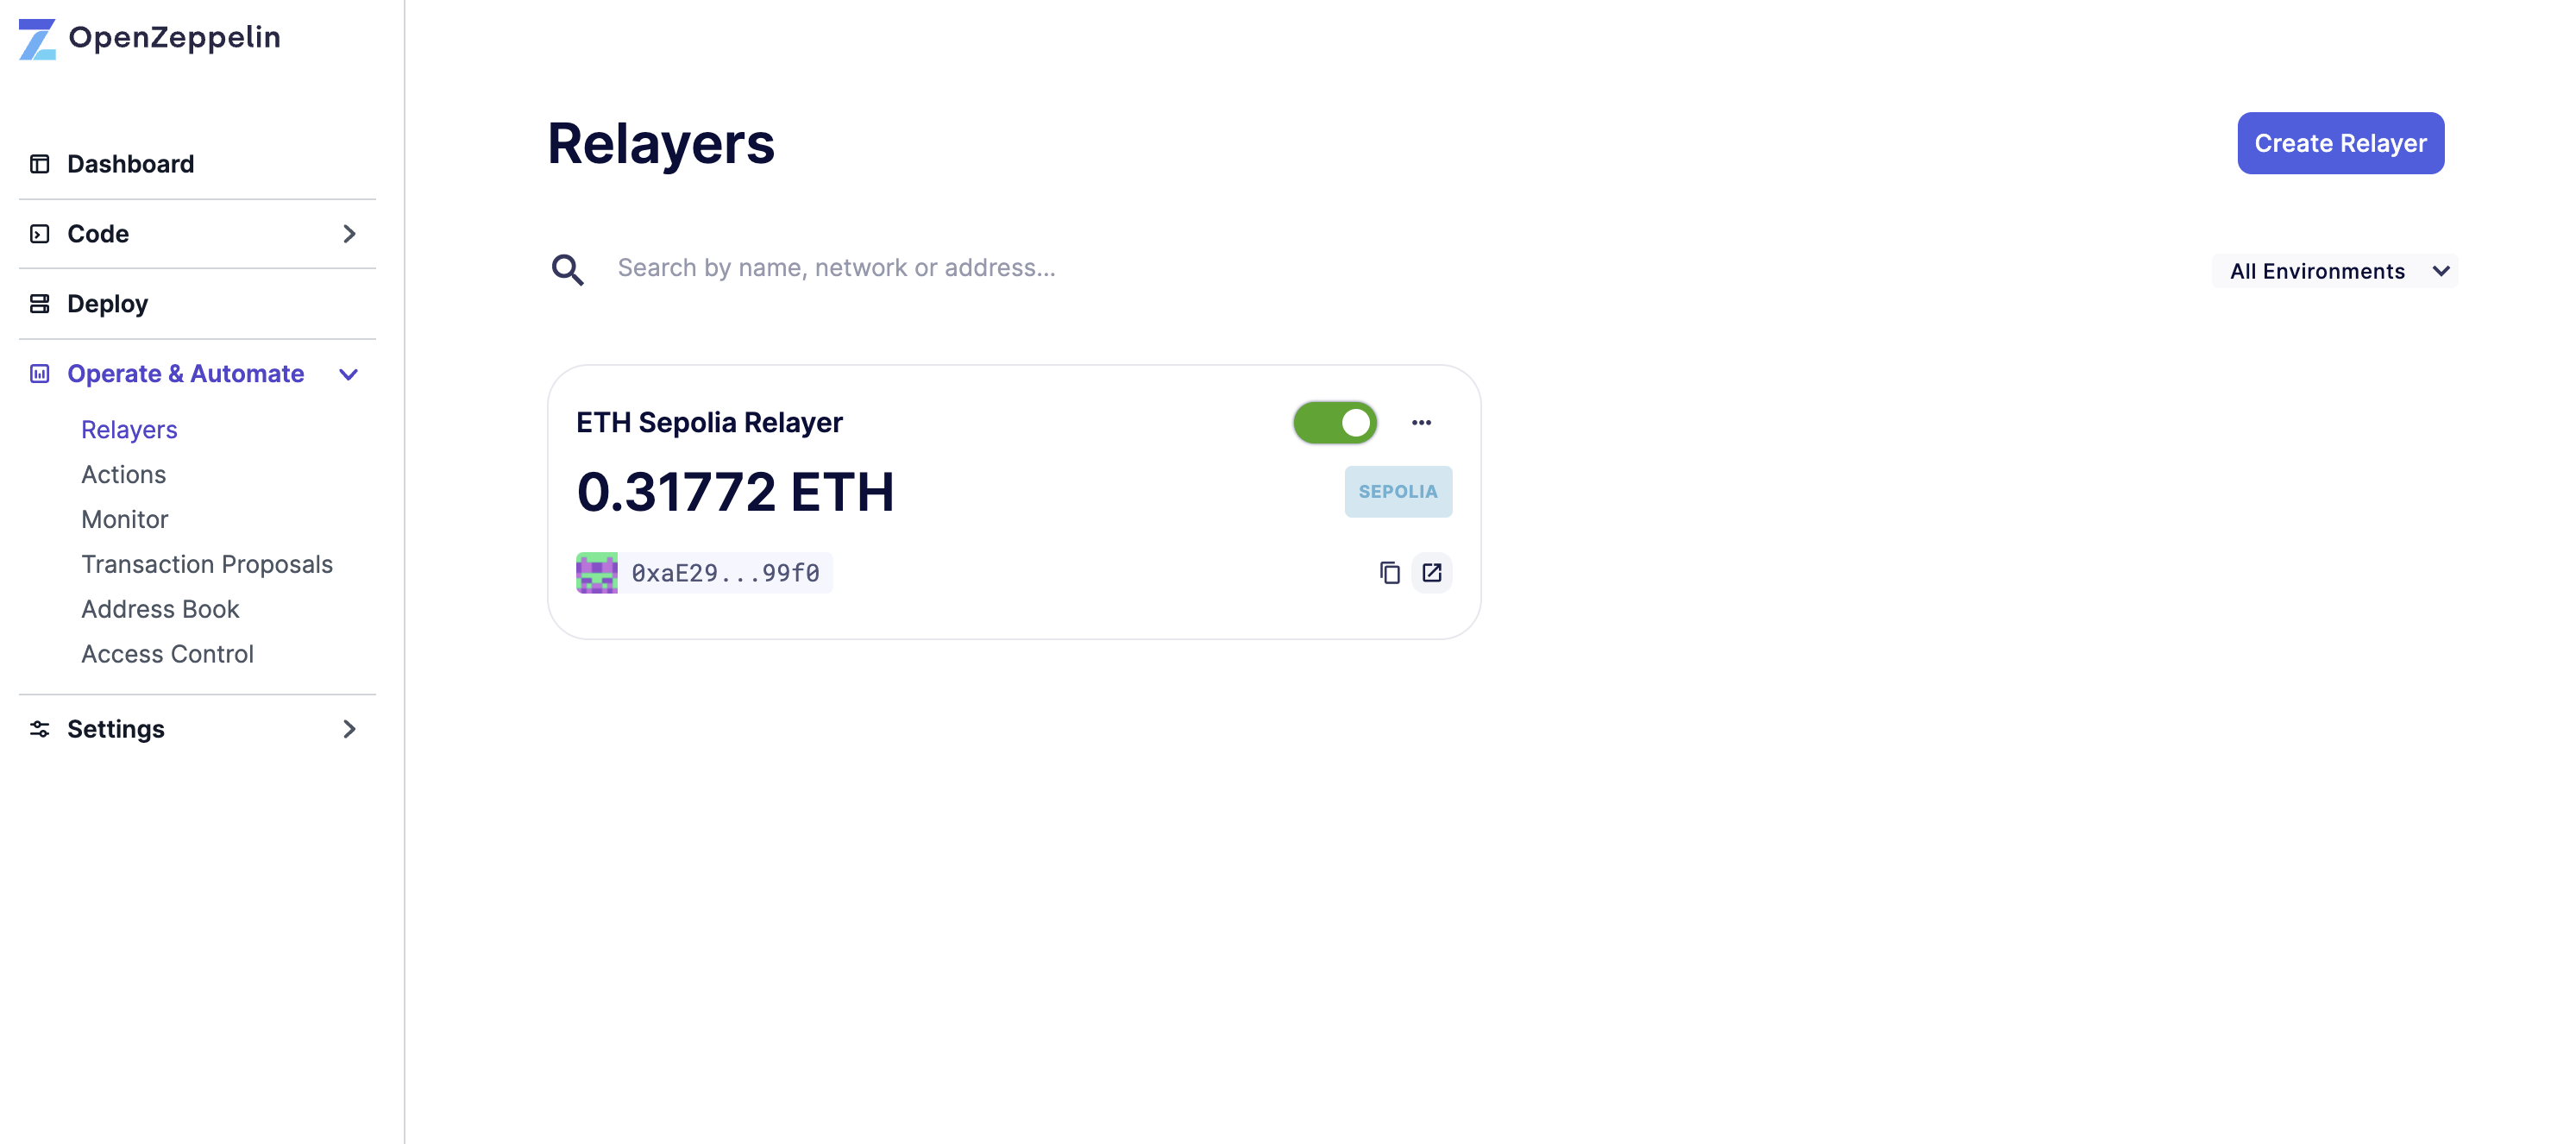 OpenZeppelin
Dashboard
Code
Deploy
Operate & Automate
Relayers
Actions
Monitor
Transaction Proposals
Address Book
Access Control
Settings
Relayers
Create Relayer
Search by name, network or address...
All Environments
ETH Sepolia Relayer
0.31772 ETH
SEPOLIA
0xaE29...99f0